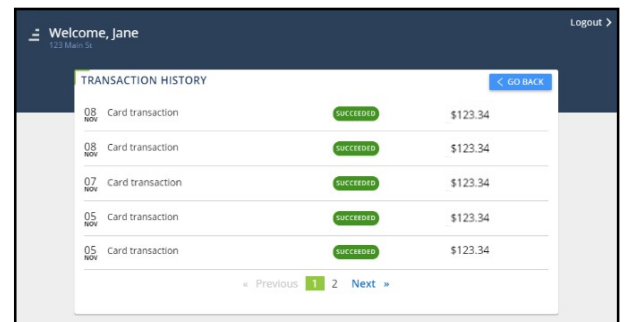 Logout >
Welcome, Jane
123 Main St
TRANSACTION HISTORY
< GO BACK
08 NOV Card transaction SUCCEEDED $123.34
08 NOV Card transaction SUCCEEDED $123.34
07 NOV Card transaction SUCCEEDED $123.34
05 NOV Card transaction SUCCEEDED $123.34
05 NOV Card transaction SUCCEEDED $123.34
« Previous 1 2 Next »